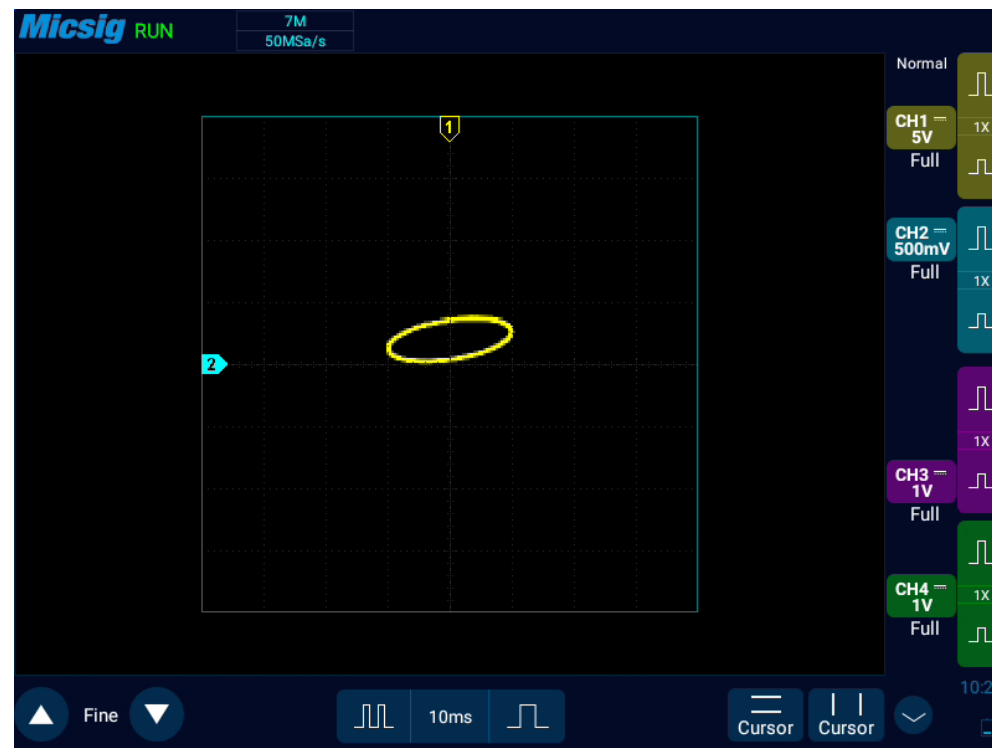 Micsig RUN
7M
50MSa/s
Normal
CH1
5V
Full
1X
CH2
500mV
Full
1X
1
2
1X
CH3
1V
Full
CH4
1V
Full
1X
Fine
10ms
Cursor
Cursor